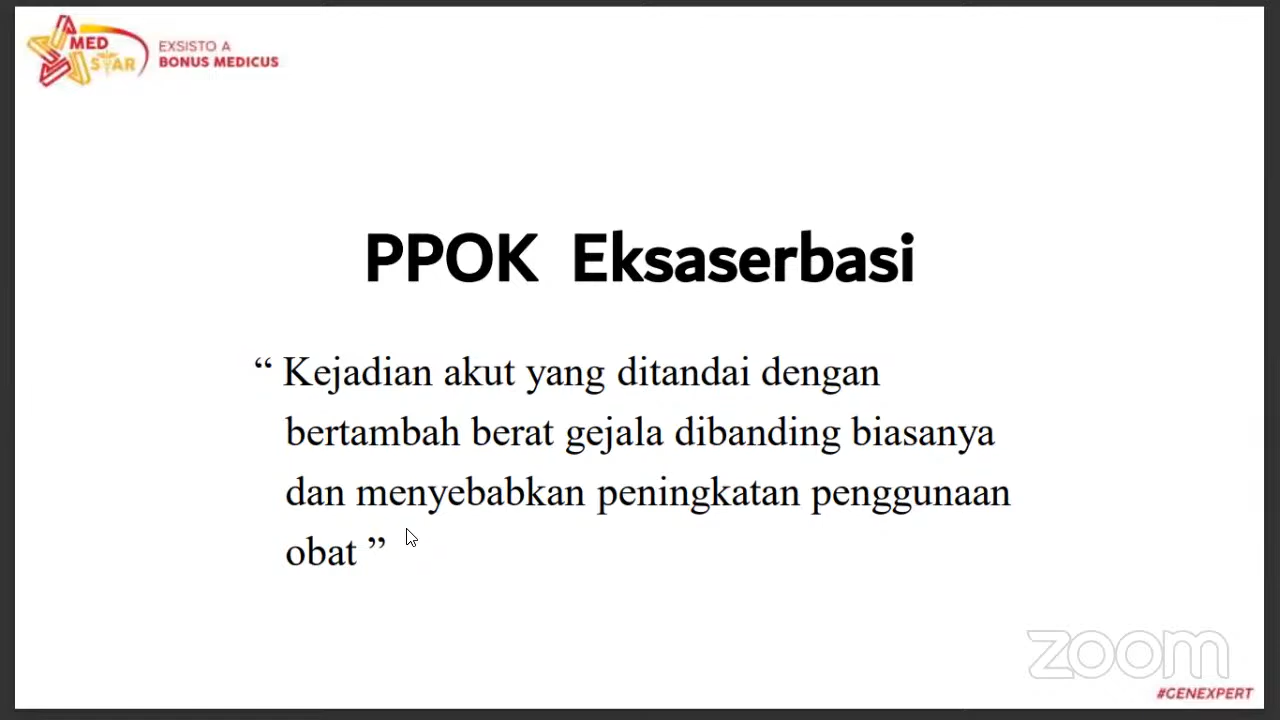 MED
STAR
EXSISTO A
BONUS MEDICUS
PPOK Eksaserbasi
“ Kejadian akut yang ditandai dengan
bertambah berat gejala dibanding biasanya
dan menyebabkan peningkatan penggunaan
obat ”
zoom
#GENEXPERT